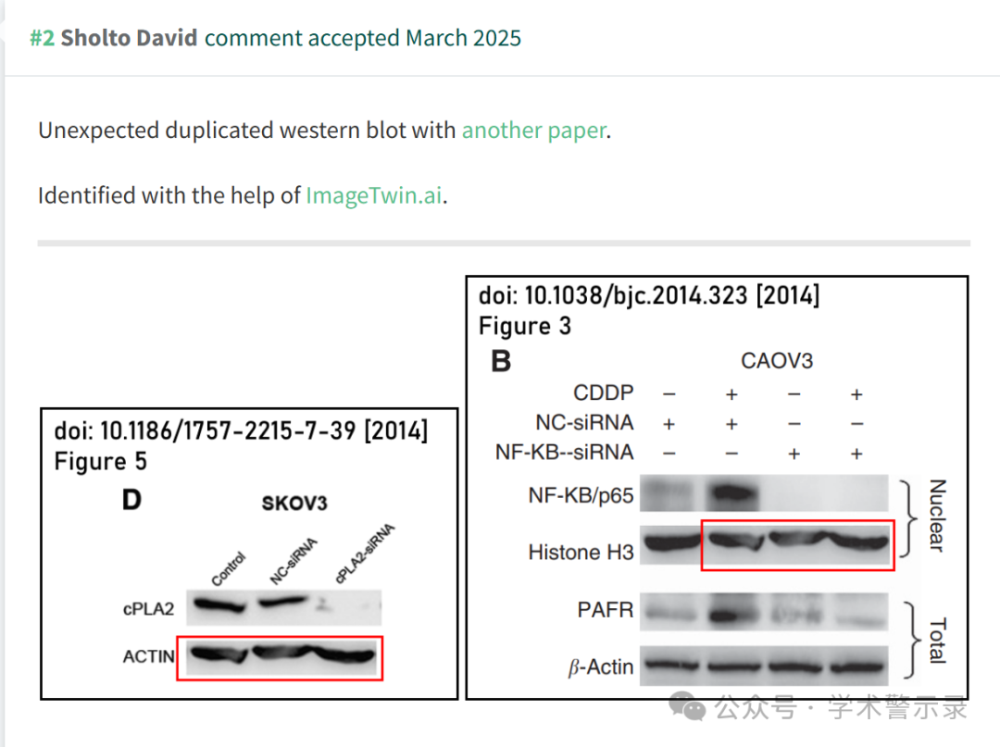 #2 Sholto David comment accepted March 2025
Unexpected duplicated western blot with another paper.
Identified with the help of ImageTwin.ai.
doi: 10.1186/1757-2215-7-39 [2014]
Figure 5
D
SKOV3
Control NC-siRNA cPLA2-siRNA
cPLA2
ACTIN
doi: 10.1038/bjc.2014.323 [2014]
Figure 3
B
CAOV3
CDDP − + − +
NC-siRNA + + − −
NF-KB--siRNA − − + +
NF-KB/p65
Histone H3
Nuclear
PAFR
β-Actin
Total
公众号 · 学术警示录